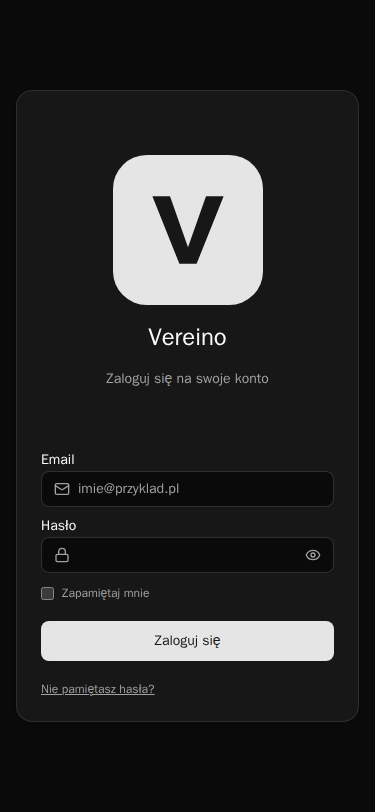 V
Vereino
Zaloguj się na swoje konto
Email
imie@przyklad.pl
Hasło
Zapamiętaj mnie
Zaloguj się
Nie pamiętasz hasła?